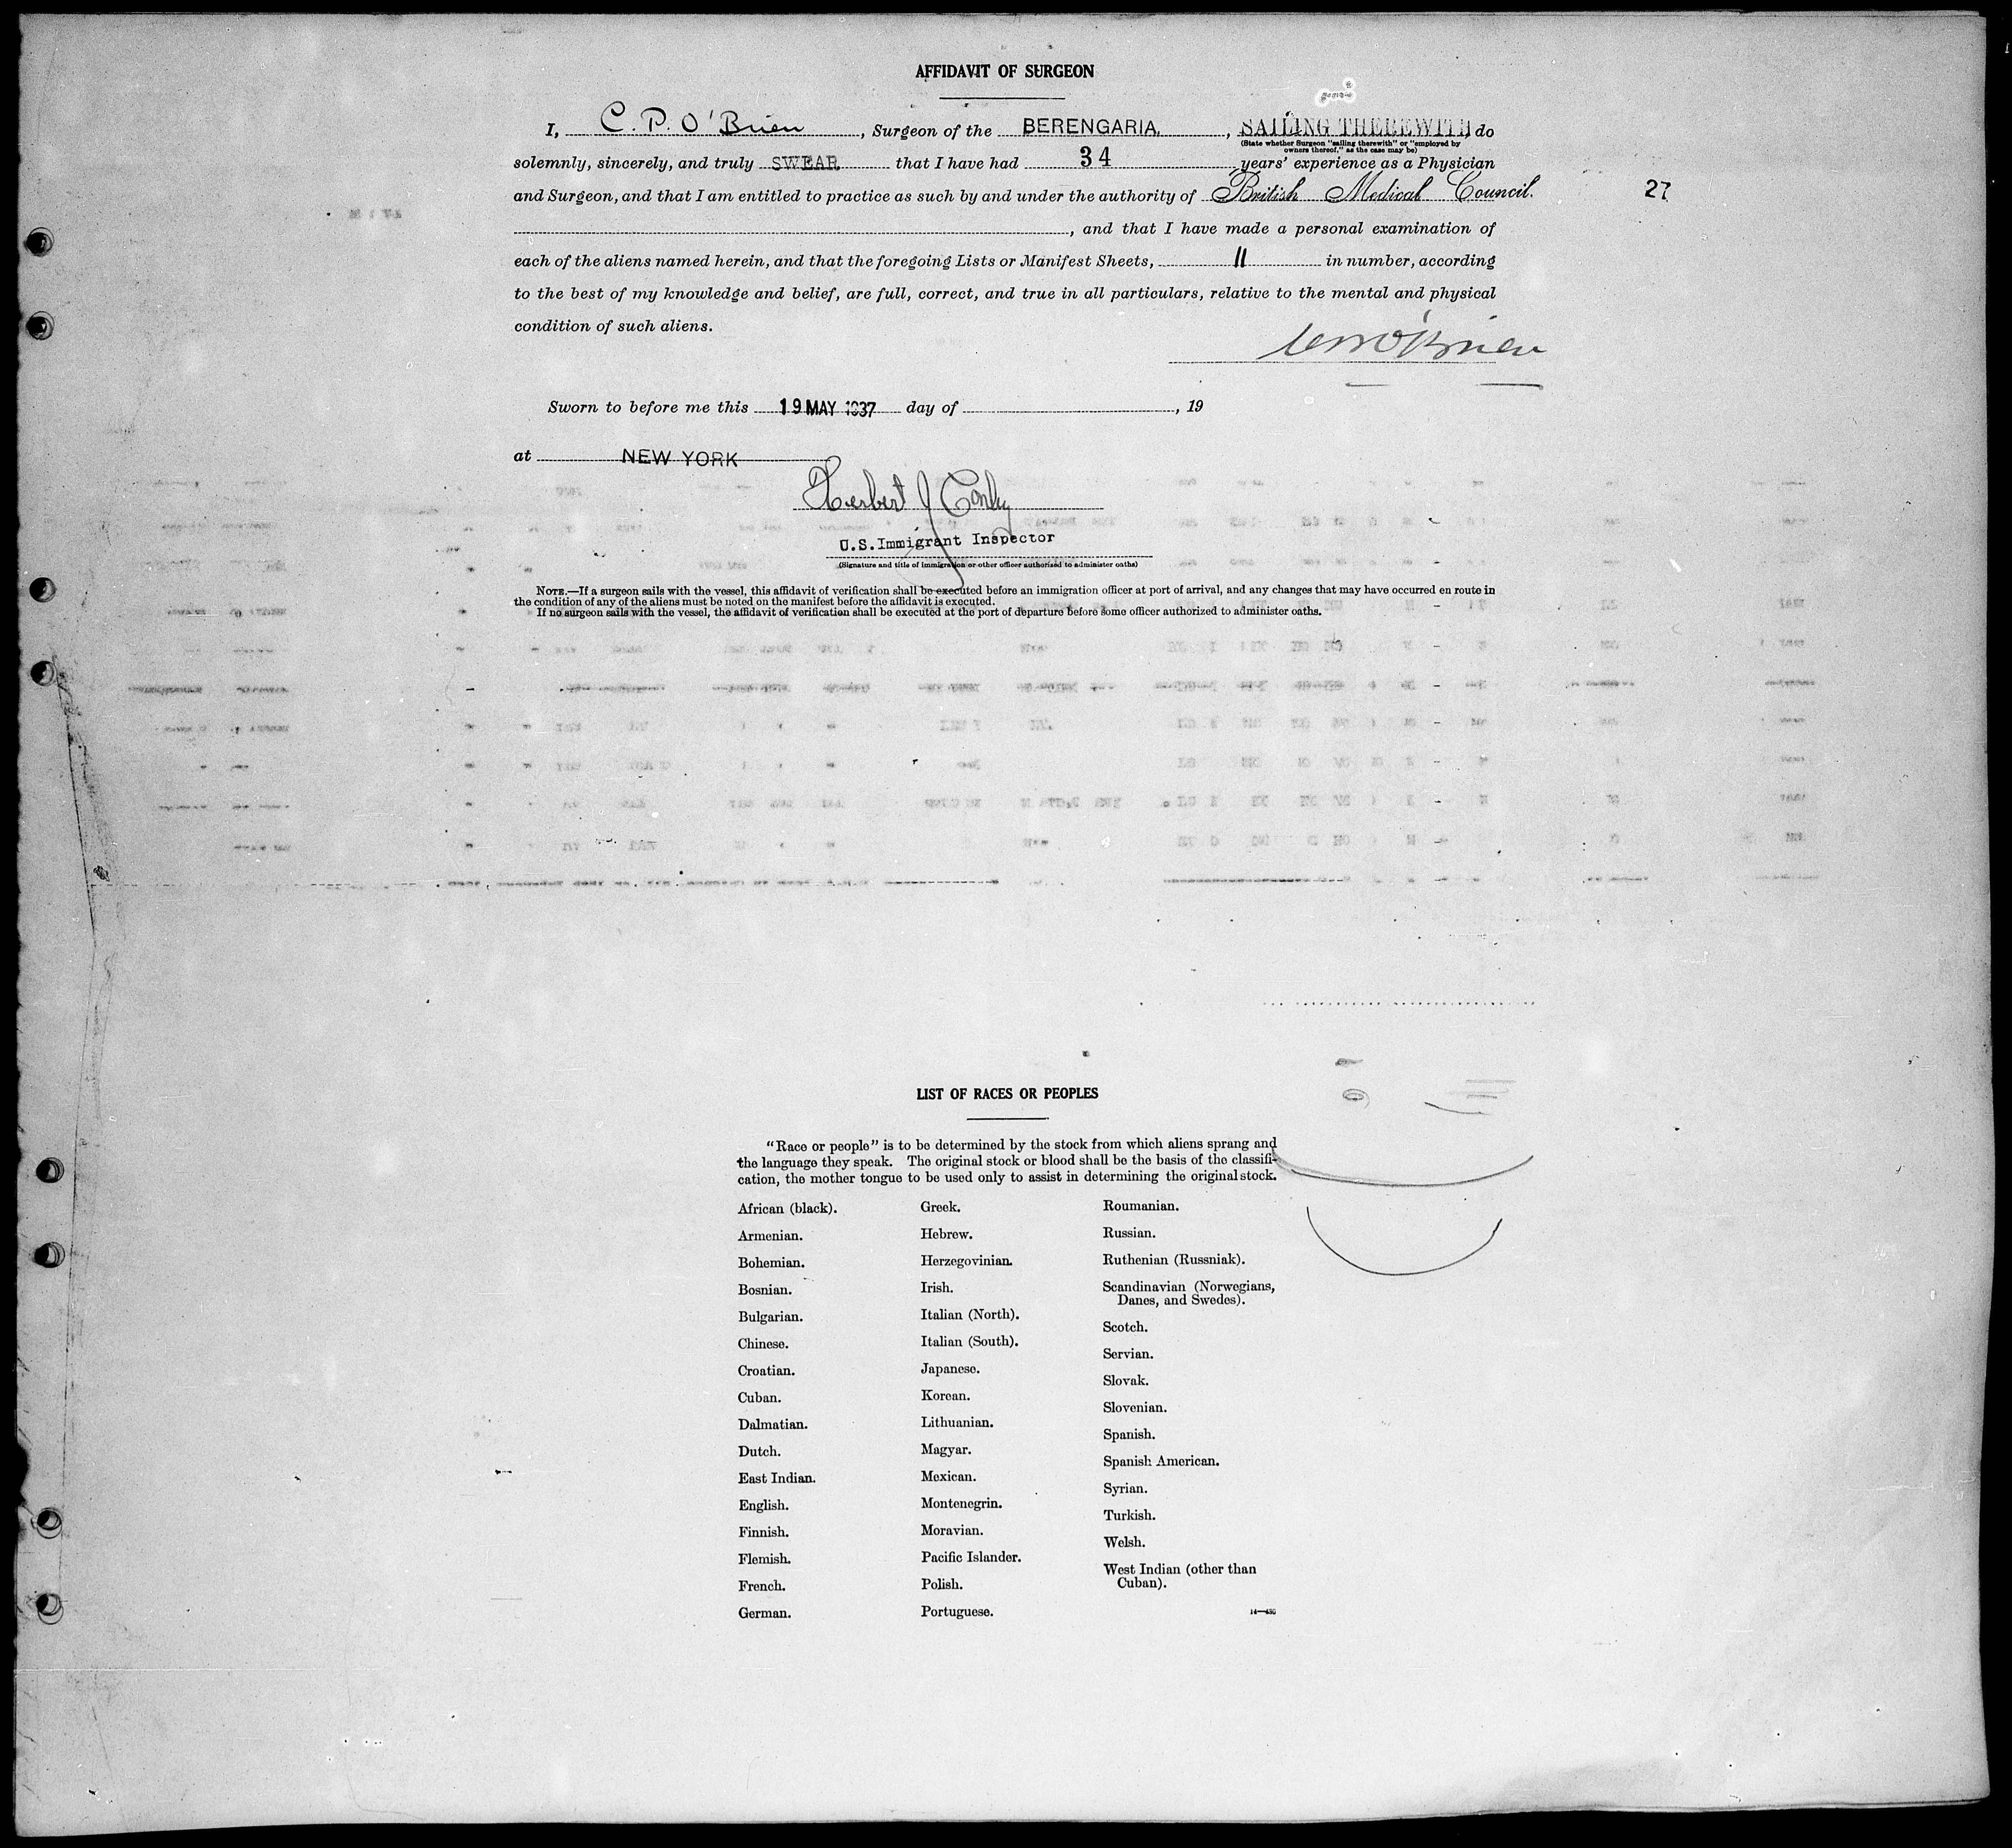 AFFIDAVIT OF SURGEON
I, C. P. O'Brien, Surgeon of the BERENGARIA, SAILING THEREWITH do
(State whether Surgeon "sailing therewith" or "employed by
owners thereof," as the case may be)
solemnly, sincerely, and truly SWEAR that I have had 34 years' experience as a Physician
and Surgeon, and that I am entitled to practice as such by and under the authority of British Medical Council.
27
, and that I have made a personal examination of
each of the aliens named herein, and that the foregoing Lists or Manifest Sheets, 11 in number, according
to the best of my knowledge and belief, are full, correct, and true in all particulars, relative to the mental and physical
condition of such aliens.
O'Brien
Sworn to before me this 19 MAY 1937 day of , 19
at NEW YORK
Herbert J Conly
U.S. Immigrant Inspector
(Signature and title of immigration or other officer authorized to administer oaths)
NOTE.—If a surgeon sails with the vessel, this affidavit of verification shall be executed before an immigration officer at port of arrival, and any changes that may have occurred en route in
the condition of any of the aliens must be noted on the manifest before the affidavit is executed.
If no surgeon sails with the vessel, the affidavit of verification shall be executed at the port of departure before some officer authorized to administer oaths.
LIST OF RACES OR PEOPLES
"Race or people" is to be determined by the stock from which aliens sprang and
the language they speak. The original stock or blood shall be the basis of the classifi-
cation, the mother tongue to be used only to assist in determining the original stock.
African (black).
Armenian.
Bohemian.
Bosnian.
Bulgarian.
Chinese.
Croatian.
Cuban.
Dalmatian.
Dutch.
East Indian.
English.
Finnish.
Flemish.
French.
German.
Greek.
Hebrew.
Herzegovinian.
Irish.
Italian (North).
Italian (South).
Japanese.
Korean.
Lithuanian.
Magyar.
Mexican.
Montenegrin.
Moravian.
Pacific Islander.
Polish.
Portuguese.
Roumanian.
Russian.
Ruthenian (Russniak).
Scandinavian (Norwegians,
Danes, and Swedes).
Scotch.
Servian.
Slovak.
Slovenian.
Spanish.
Spanish American.
Syrian.
Turkish.
Welsh.
West Indian (other than
Cuban).